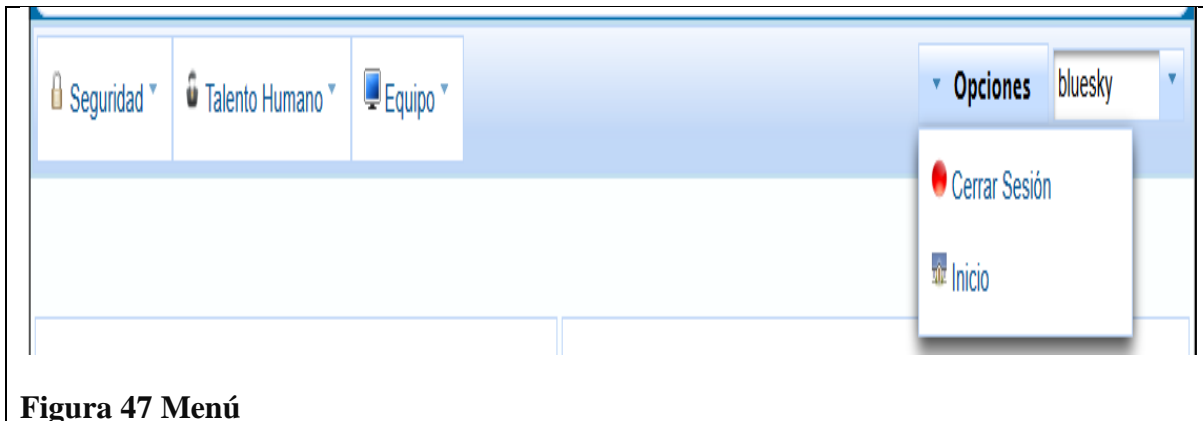 Seguridad Talento Humano Equipo Opciones bluesky
Cerrar Sesión
Inicio
Figura 47 Menú